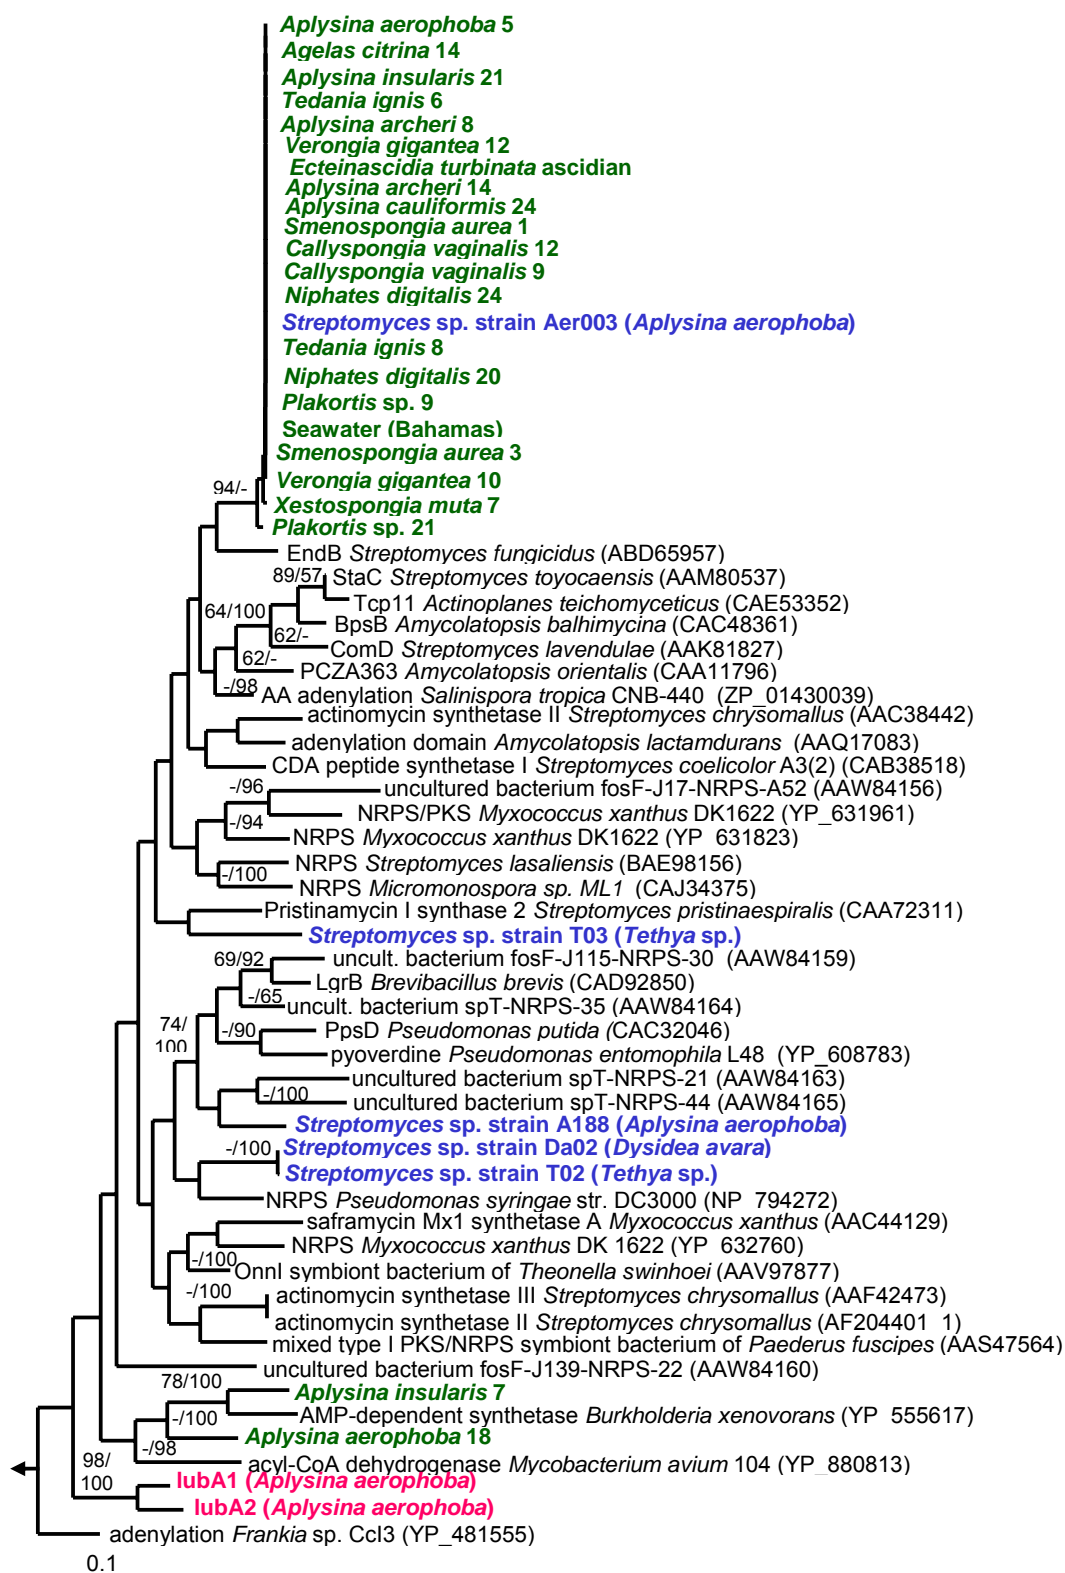 Aplysina aerophoba 5
Agelas citrina 14
Aplysina insularis 21
Tedania ignis 6
Aplysina archeri 8
Verongia gigantea 12
Ecteinascidia turbinata ascidian
Aplysina archeri 14
Aplysina cauliformis 24
Smenospongia aurea 1
Callyspongia vaginalis 12
Callyspongia vaginalis 9
Niphates digitalis 24
Streptomyces sp. strain Aer003 (Aplysina aerophoba)
Tedania ignis 8
Niphates digitalis 20
Plakortis sp. 9
Seawater (Bahamas)
Smenospongia aurea 3
Verongia gigantea 10
94/-
Xestospongia muta 7
Plakortis sp. 21
EndB Streptomyces fungicidus (ABD65957)
89/57 StaC Streptomyces toyocaensis (AAM80537)
Tcp11 Actinoplanes teichomyceticus (CAE53352)
64/100
BpsB Amycolatopsis balhimycina (CAC48361)
62/-
ComD Streptomyces lavendulae (AAK81827)
62/-
PCZA363 Amycolatopsis orientalis (CAA11796)
-/98
AA adenylation Salinispora tropica CNB-440 (ZP_01430039)
actinomycin synthetase II Streptomyces chrysomallus (AAC38442)
adenylation domain Amycolatopsis lactamdurans (AAQ17083)
CDA peptide synthetase I Streptomyces coelicolor A3(2) (CAB38518)
-/96
uncultured bacterium fosF-J17-NRPS-A52 (AAW84156)
NRPS/PKS Myxococcus xanthus DK1622 (YP_631961)
-/94
NRPS Myxococcus xanthus DK1622 (YP 631823)
NRPS Streptomyces lasaliensis (BAE98156)
-/100
NRPS Micromonospora sp. ML1 (CAJ34375)
Pristinamycin I synthase 2 Streptomyces pristinaespiralis (CAA72311)
Streptomyces sp. strain T03 (Tethya sp.)
69/92
uncult. bacterium fosF-J115-NRPS-30 (AAW84159)
LgrB Brevibacillus brevis (CAD92850)
-/65
uncult. bacterium spT-NRPS-35 (AAW84164)
74/
100
-/90
PpsD Pseudomonas putida (CAC32046)
pyoverdine Pseudomonas entomophila L48 (YP_608783)
uncultured bacterium spT-NRPS-21 (AAW84163)
-/100
uncultured bacterium spT-NRPS-44 (AAW84165)
Streptomyces sp. strain A188 (Aplysina aerophoba)
-/100
Streptomyces sp. strain Da02 (Dysidea avara)
Streptomyces sp. strain T02 (Tethya sp.)
NRPS Pseudomonas syringae str. DC3000 (NP 794272)
saframycin Mx1 synthetase A Myxococcus xanthus (AAC44129)
NRPS Myxococcus xanthus DK 1622 (YP 632760)
-/100
OnnI symbiont bacterium of Theonella swinhoei (AAV97877)
-/100
actinomycin synthetase III Streptomyces chrysomallus (AAF42473)
actinomycin synthetase II Streptomyces chrysomallus (AF204401 1)
mixed type I PKS/NRPS symbiont bacterium of Paederus fuscipes (AAS47564)
uncultured bacterium fosF-J139-NRPS-22 (AAW84160)
78/100
Aplysina insularis 7
-/100
AMP-dependent synthetase Burkholderia xenovorans (YP 555617)
Aplysina aerophoba 18
-/98
acyl-CoA dehydrogenase Mycobacterium avium 104 (YP_880813)
98/
100
lubA1 (Aplysina aerophoba)
lubA2 (Aplysina aerophoba)
adenylation Frankia sp. CcI3 (YP_481555)
0.1